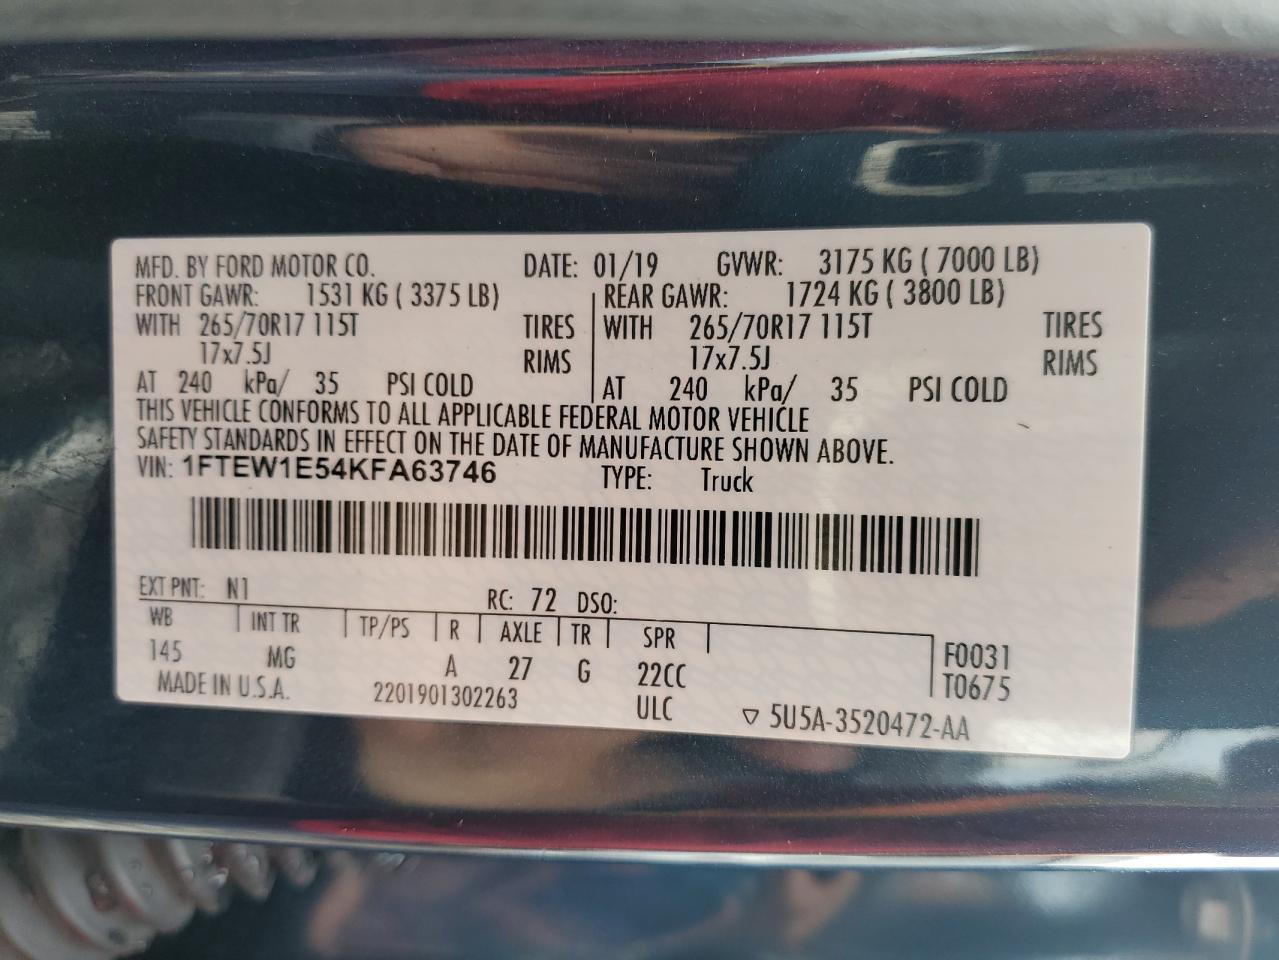 MFD. BY FORD MOTOR CO. DATE: 01/19 GVWR: 3175 KG ( 7000 LB)
FRONT GAWR: 1531 KG ( 3375 LB) REAR GAWR: 1724 KG ( 3800 LB)
WITH 265/70R17 115T TIRES WITH 265/70R17 115T TIRES
17x7.5J RIMS 17x7.5J RIMS
AT 240 kPa/ 35 PSI COLD AT 240 kPa/ 35 PSI COLD
THIS VEHICLE CONFORMS TO ALL APPLICABLE FEDERAL MOTOR VEHICLE
SAFETY STANDARDS IN EFFECT ON THE DATE OF MANUFACTURE SHOWN ABOVE.
VIN: 1FTEW1E54KFA63746 TYPE: Truck
EXT PNT: N1 RC: 72 DSO:
WB INT TR TP/PS R AXLE TR SPR
145 MG A 27 G 22CC F0031
T0675
MADE IN U.S.A. 2201901302263 ULC ▽ 5U5A-3520472-AA